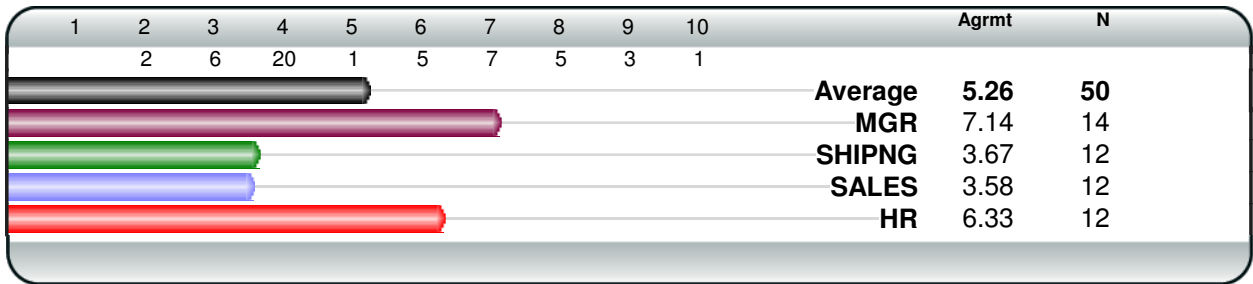 1 2 3 4 5 6 7 8 9 10 Agrmt N
2 6 20 1 5 7 5 3 1
Average 5.26 50
MGR 7.14 14
SHIPNG 3.67 12
SALES 3.58 12
HR 6.33 12